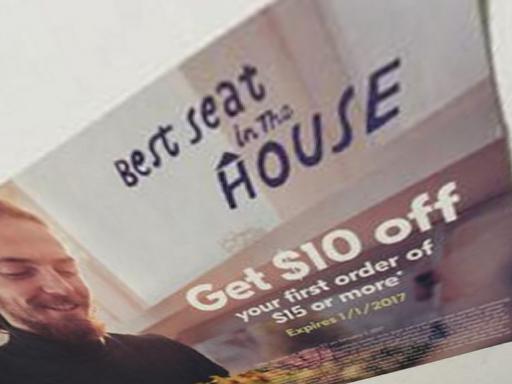 BEST SEAT
in The
HOUSE
Get $10 off
your first order of
$15 or more*
Expires 1/1/2017